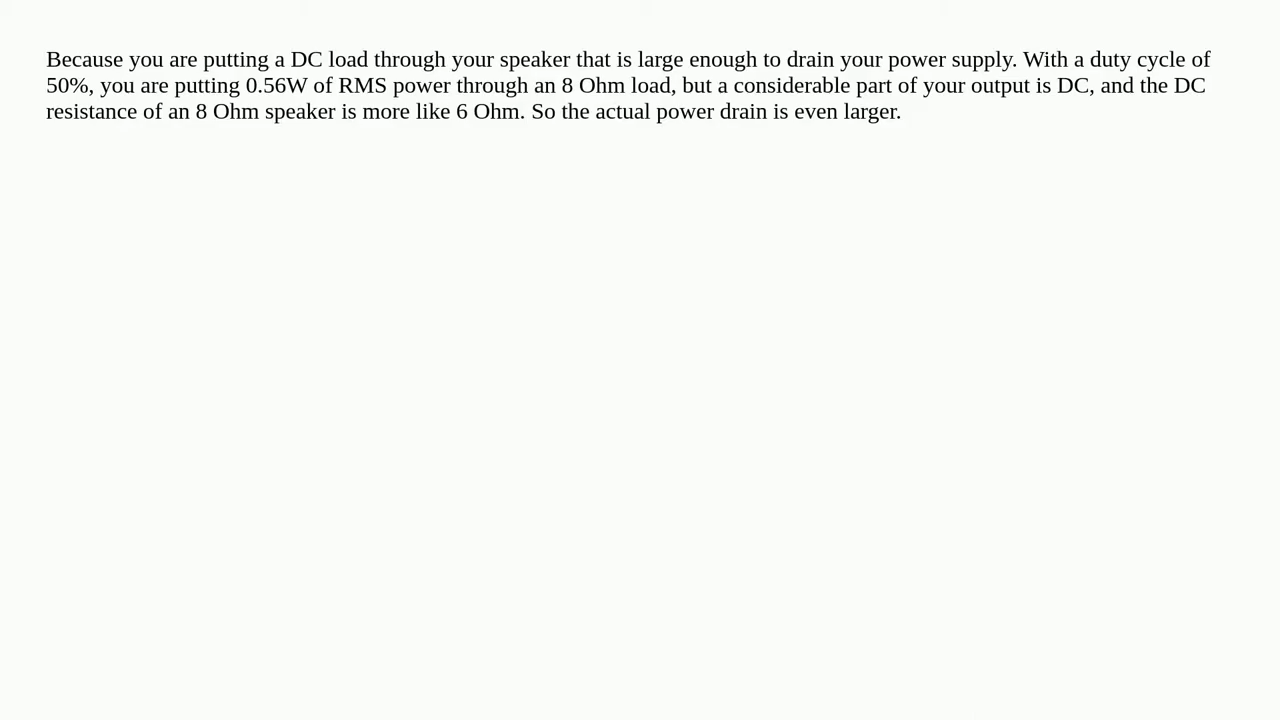 Because you are putting a DC load through your speaker that is large enough to drain your power supply. With a duty cycle of
50%, you are putting 0.56W of RMS power through an 8 Ohm load, but a considerable part of your output is DC, and the DC
resistance of an 8 Ohm speaker is more like 6 Ohm. So the actual power drain is even larger.